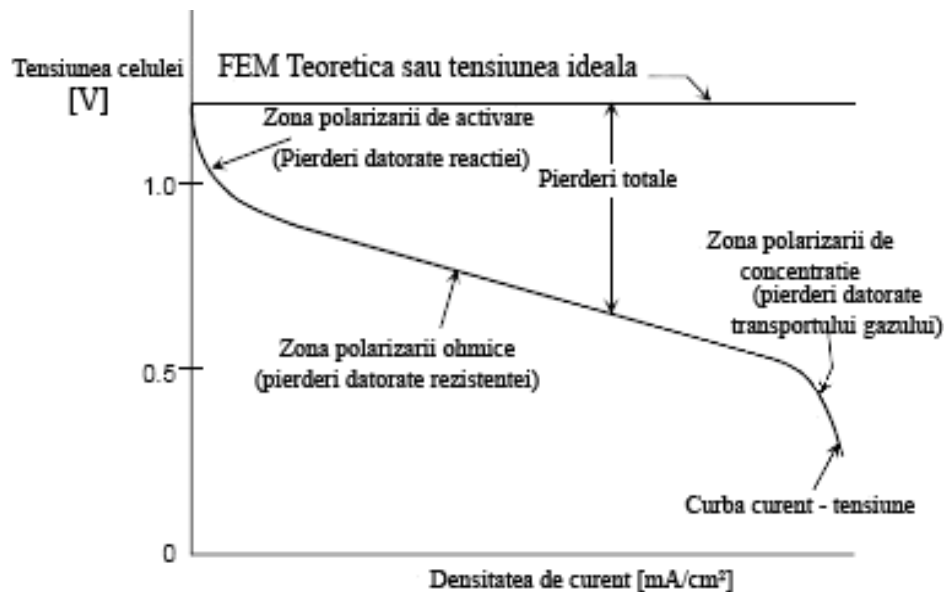 Tensiunea celulei
[V]
FEM Teoretica sau tensiunea ideala
Zona polarizarii de activare
(Pierderi datorate reactiei)
Pierderi totale
1.0
Zona polarizarii de
concentratie
(pierderi datorate
transportului gazului)
Zona polarizarii ohmice
(pierderi datorate rezistentei)
0.5
Curba curent - tensiune
0
Densitatea de curent [mA/cm²]